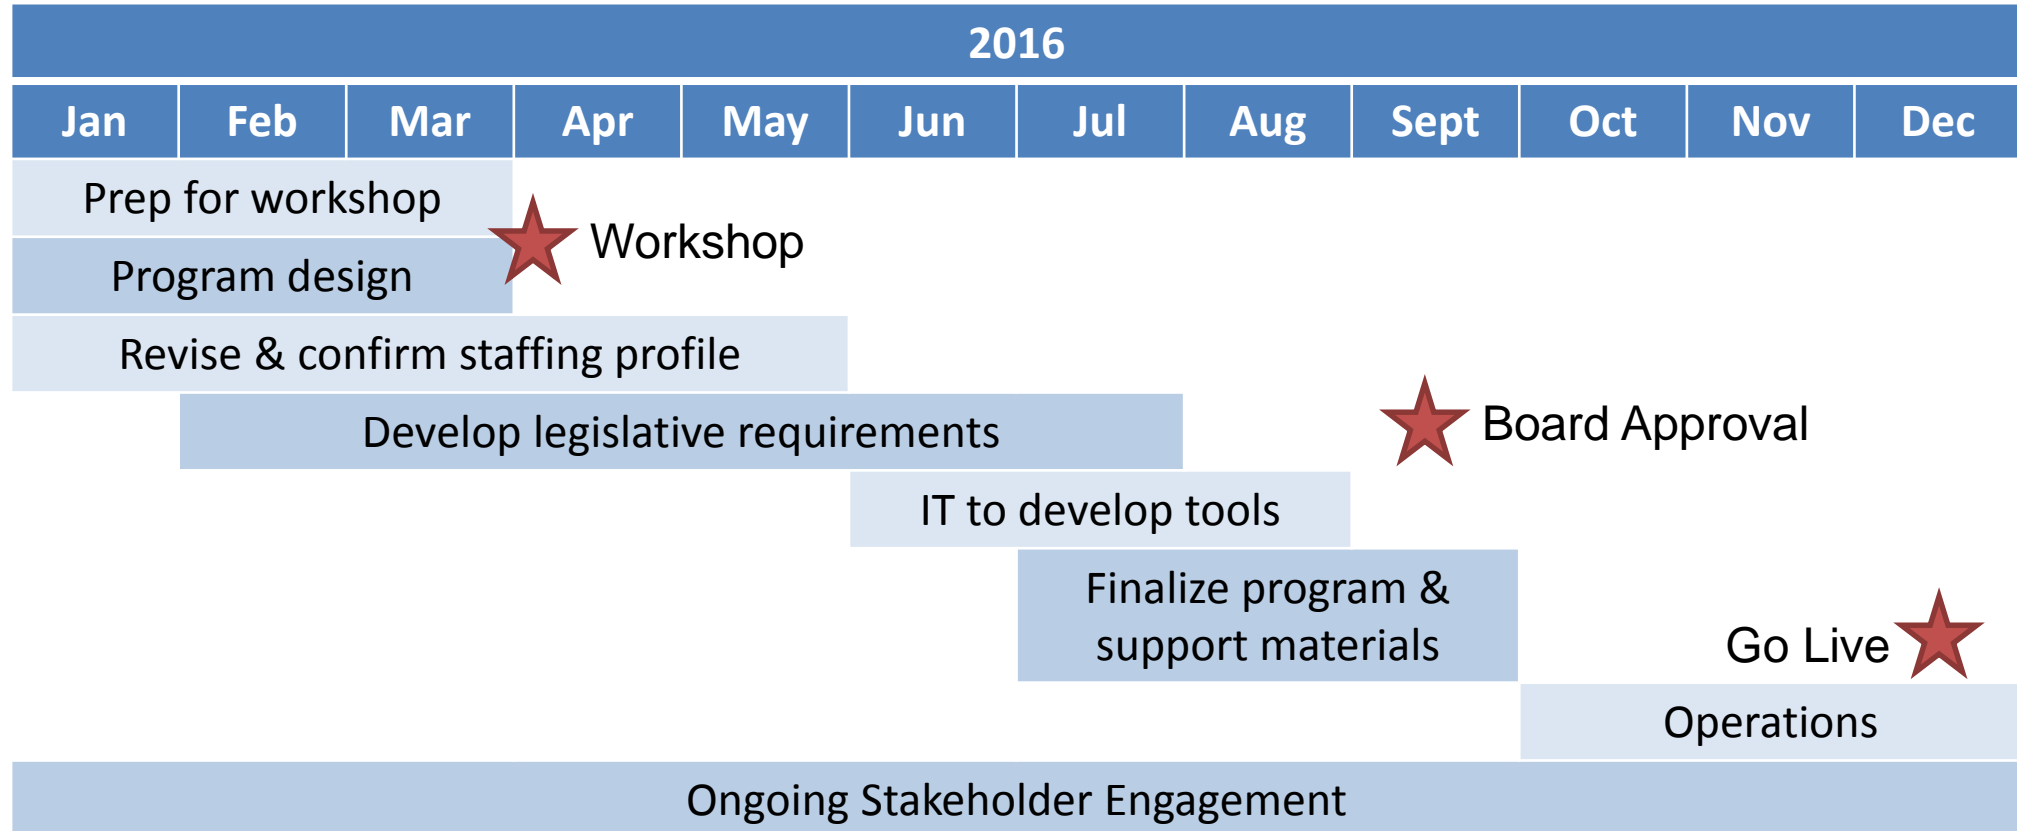 2016
Jan Feb Mar Apr May Jun Jul Aug Sept Oct Nov Dec
Prep for workshop
Workshop
Program design
Revise & confirm staffing profile
Develop legislative requirements
Board Approval
IT to develop tools
Finalize program &
support materials
Go Live
Operations
Ongoing Stakeholder Engagement